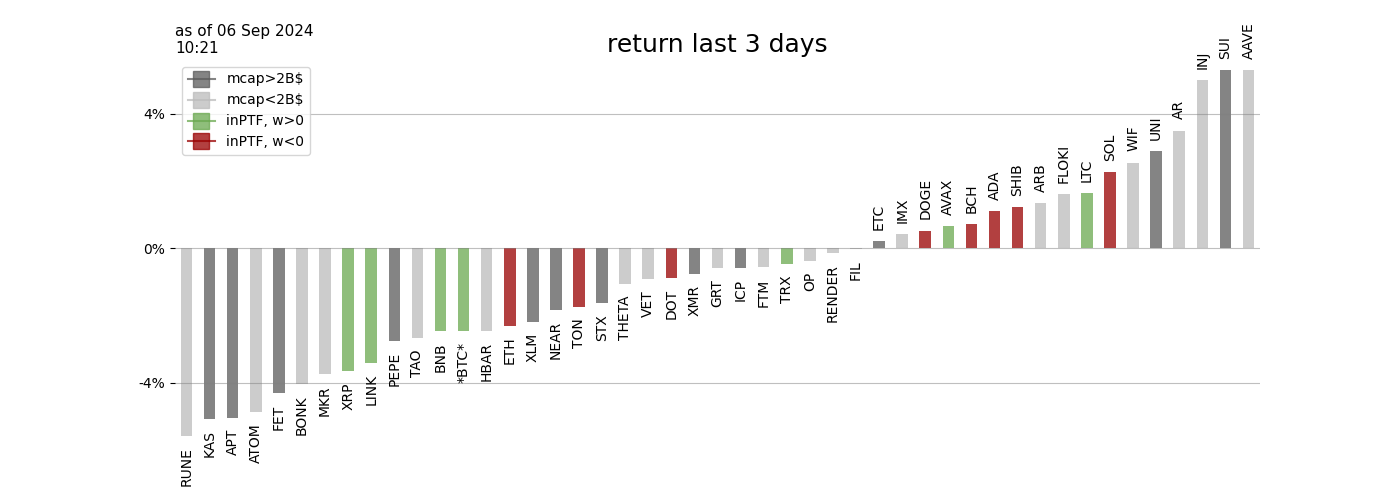 as of 06 Sep 2024
10:21
return last 3 days
mcap>2B$
mcap<2B$
inPTF, w>0
inPTF, w<0
4%
0%
-4%
RUNE
KAS
APT
ATOM
FET
BONK
MKR
XRP
LINK
PEPE
TAO
BNB
*BTC*
HBAR
ETH
XLM
NEAR
TON
STX
THETA
VET
DOT
XMR
GRT
ICP
FTM
TRX
OP
RENDER
FIL
ETC
IMX
DOGE
AVAX
BCH
ADA
SHIB
ARB
FLOKI
LTC
SOL
WIF
UNI
AR
INJ
SUI
AAVE